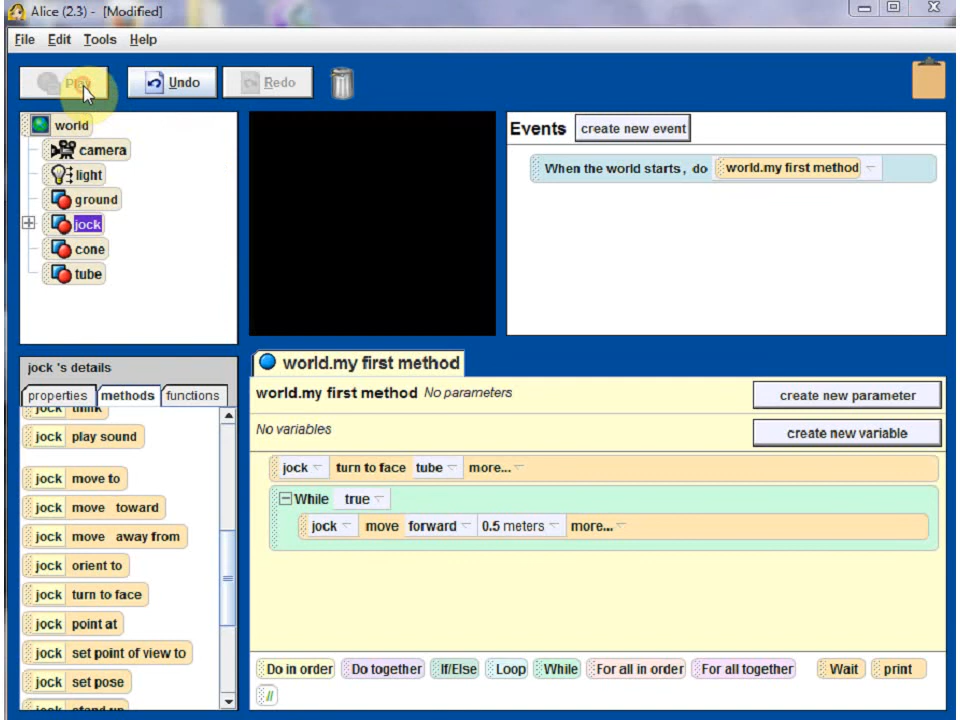 Alice (2.3) - [Modified]
File Edit Tools Help
Play Undo Redo
world
camera
light
ground
jock
cone
tube
Events create new event
When the world starts, do world.my first method
jock 's details
properties methods functions
jock think
jock play sound
jock move to
jock move toward
jock move away from
jock orient to
jock turn to face
jock point at
jock set point of view to
jock set pose
jock stand up
world.my first method
world.my first method No parameters create new parameter
No variables create new variable
jock turn to face tube more...
While true
jock move forward 0.5 meters more...
Do in order Do together If/Else Loop While For all in order For all together Wait print
//